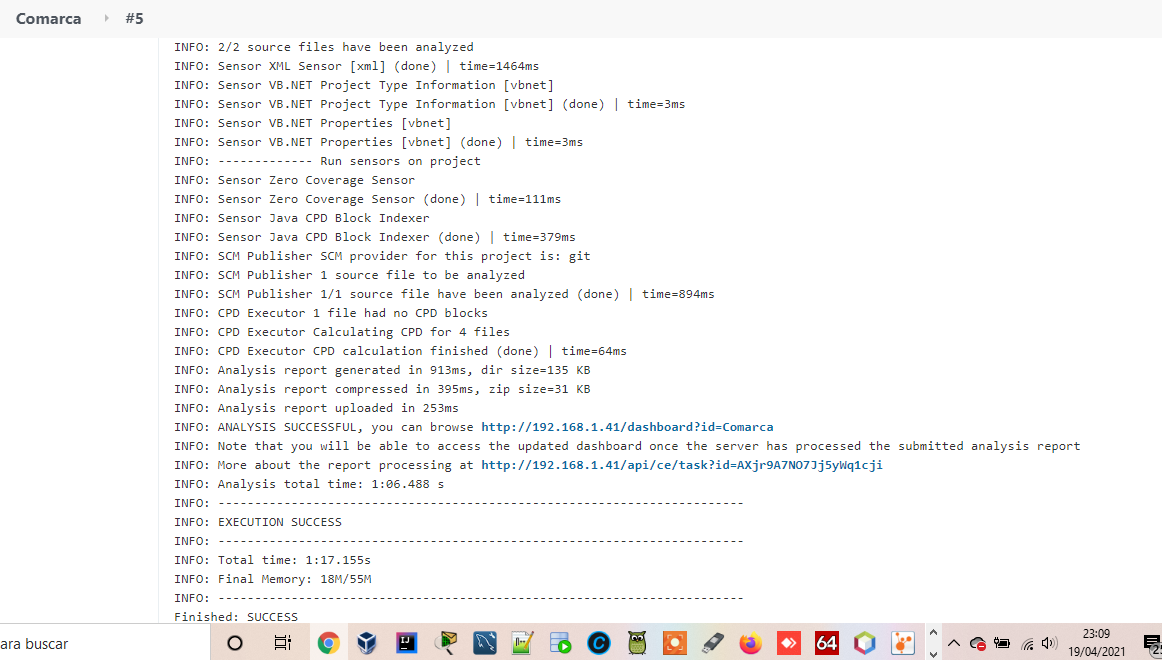 Comarca
#5
INFO: 2/2 source files have been analyzed
INFO: Sensor XML Sensor [xml] (done) | time=1464ms
INFO: Sensor VB.NET Project Type Information [vbnet]
INFO: Sensor VB.NET Project Type Information [vbnet] (done) | time=3ms
INFO: Sensor VB.NET Properties [vbnet]
INFO: Sensor VB.NET Properties [vbnet] (done) | time=3ms
INFO: ------------- Run sensors on project
INFO: Sensor Zero Coverage Sensor
INFO: Sensor Zero Coverage Sensor (done) | time=111ms
INFO: Sensor Java CPD Block Indexer
INFO: Sensor Java CPD Block Indexer (done) | time=379ms
INFO: SCM Publisher SCM provider for this project is: git
INFO: SCM Publisher 1 source file to be analyzed
INFO: SCM Publisher 1/1 source file have been analyzed (done) | time=894ms
INFO: CPD Executor 1 file had no CPD blocks
INFO: CPD Executor Calculating CPD for 4 files
INFO: CPD Executor CPD calculation finished (done) | time=64ms
INFO: Analysis report generated in 913ms, dir size=135 KB
INFO: Analysis report compressed in 395ms, zip size=31 KB
INFO: Analysis report uploaded in 253ms
INFO: ANALYSIS SUCCESSFUL, you can browse http://192.168.1.41/dashboard?id=Comarca
INFO: Note that you will be able to access the updated dashboard once the server has processed the submitted analysis report
INFO: More about the report processing at http://192.168.1.41/api/ce/task?id=AXjr9A7NO7Jj5yWq1cji
INFO: Analysis total time: 1:06.488 s
INFO: ------------------------------------------------------------------------
INFO: EXECUTION SUCCESS
INFO: ------------------------------------------------------------------------
INFO: Total time: 1:17.155s
INFO: Final Memory: 18M/55M
INFO: ------------------------------------------------------------------------
Finished: SUCCESS
ara buscar
IJ
64
23:09
19/04/2021